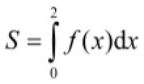 S = ∫₀² f(x)dx